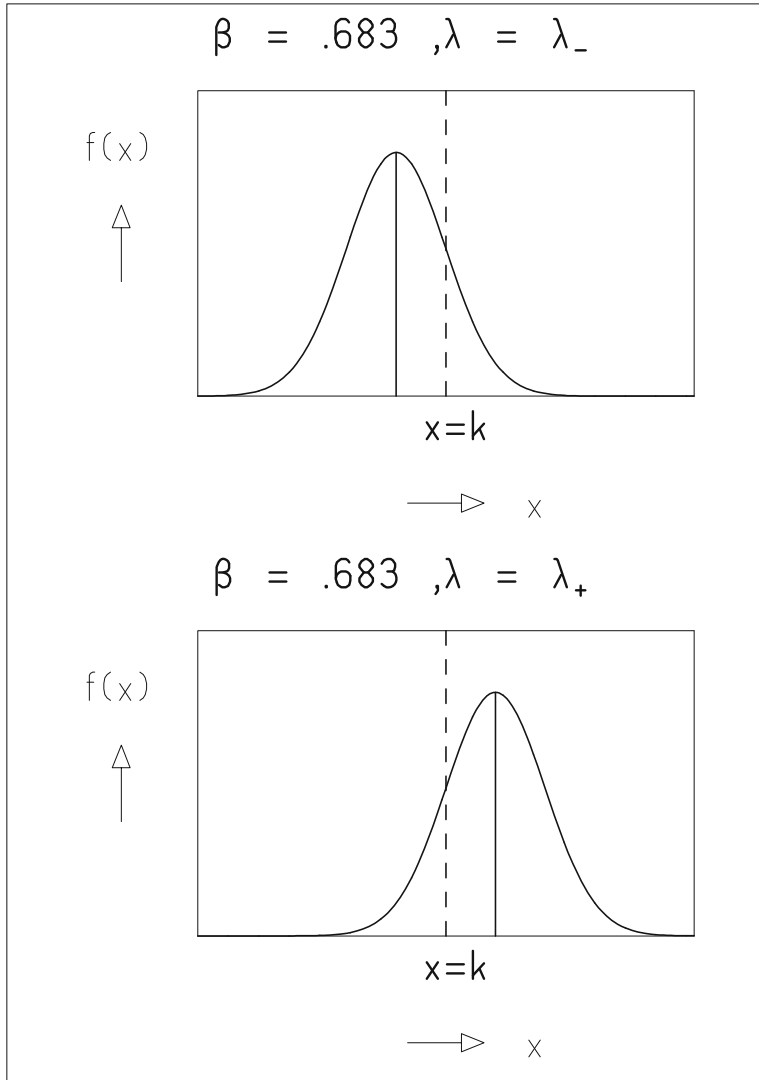 β = .683 ,λ = λ₋
f(x)
x=k
x
β = .683 ,λ = λ₊
f(x)
x=k
x